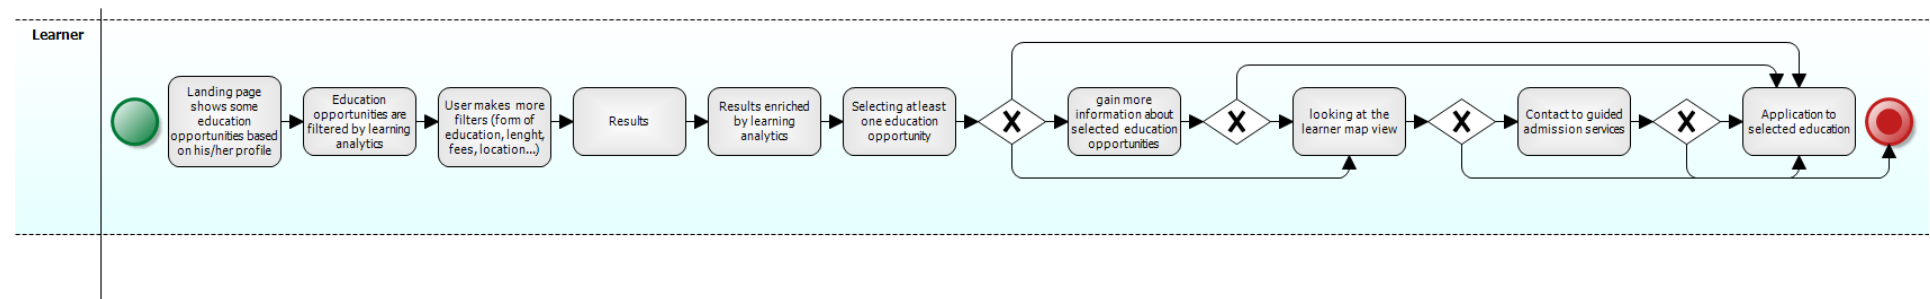 Learner
Landing page
shows some
education
opportunities based
on his/her profile
Education
opportunities are
filtered by learning
analytics
User makes more
filters (form of
education, lenght,
fees, location...)
Results
Results enriched
by learning
analytics
Selecting at least
one education
opportunity
X
gain more
information about
selected education
opportunities
X
looking at the
learner map view
X
Contact to guided
admission services
X
Application to
selected education